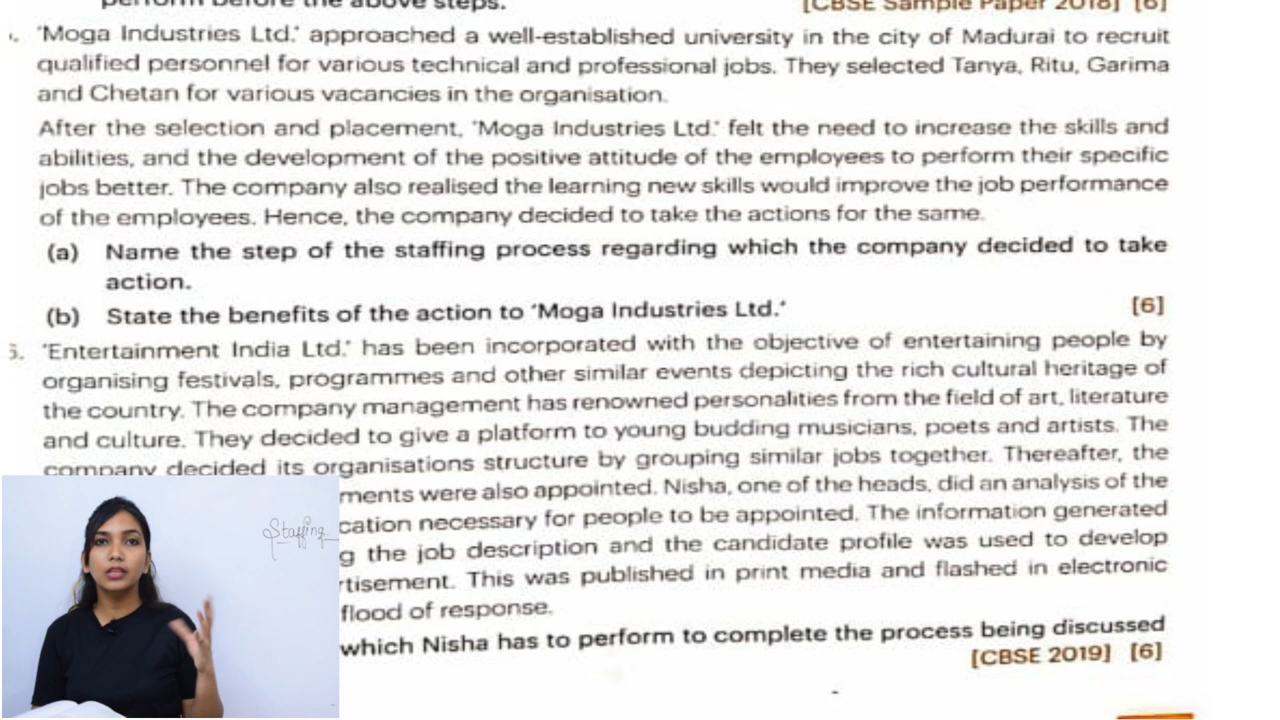 perform before the above steps. [CBSE Sample Paper 2018] [6]
'Moga Industries Ltd.' approached a well-established university in the city of Madurai to recruit
qualified personnel for various technical and professional jobs. They selected Tanya, Ritu, Garima
and Chetan for various vacancies in the organisation.
After the selection and placement, 'Moga Industries Ltd.' felt the need to increase the skills and
abilities, and the development of the positive attitude of the employees to perform their specific
jobs better. The company also realised the learning new skills would improve the job performance
of the employees. Hence, the company decided to take the actions for the same.
(a) Name the step of the staffing process regarding which the company decided to take
action.
(b) State the benefits of the action to 'Moga Industries Ltd.' [6]
'Entertainment India Ltd.' has been incorporated with the objective of entertaining people by
organising festivals, programmes and other similar events depicting the rich cultural heritage of
the country. The company management has renowned personalities from the field of art, literature
and culture. They decided to give a platform to young budding musicians, poets and artists. The
company decided its organisations structure by grouping similar jobs together. Thereafter, the
ments were also appointed. Nisha, one of the heads, did an analysis of the
cation necessary for people to be appointed. The information generated
g the job description and the candidate profile was used to develop
rtisement. This was published in print media and flashed in electronic
flood of response.
which Nisha has to perform to complete the process being discussed
[CBSE 2019] [6]
Staffing